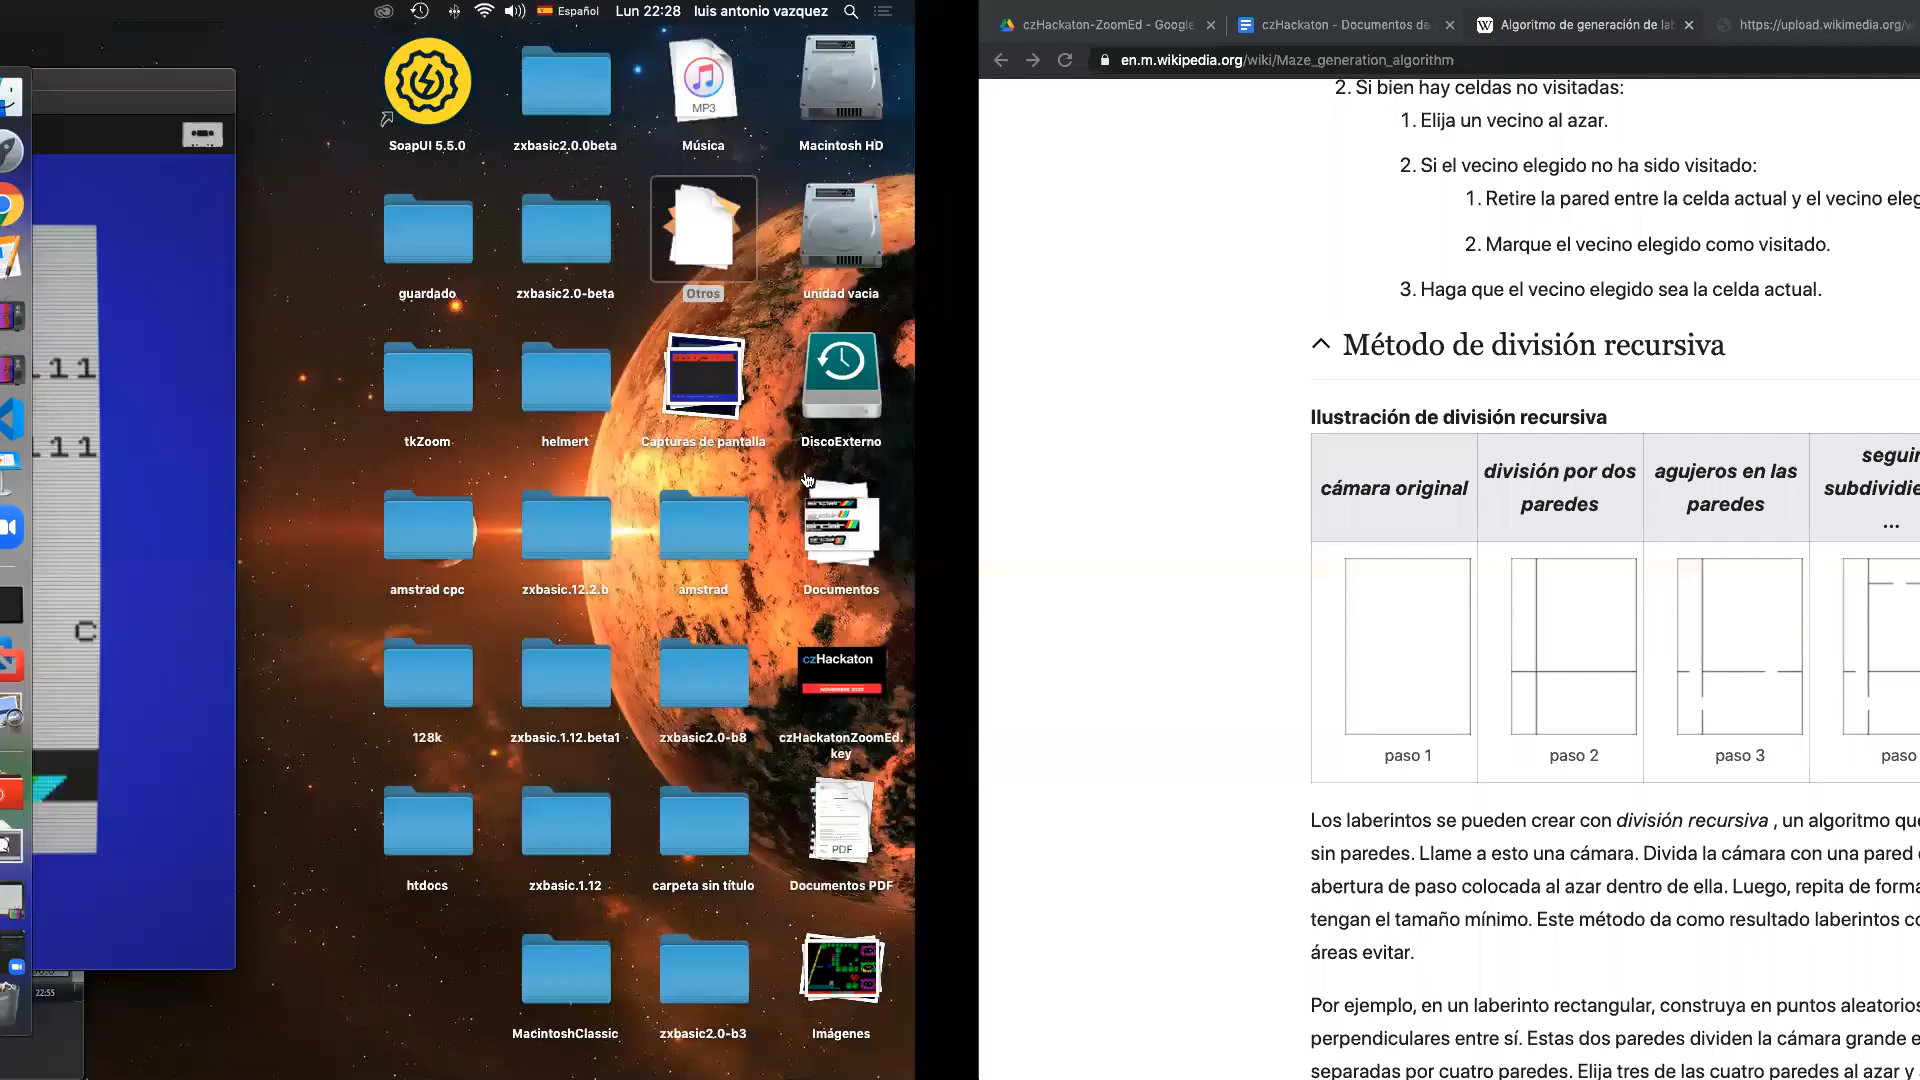 Español
Lun 22:28
luis antonio vazquez
SoapUI 5.5.0
zxbasic2.0.0beta
MP3
Música
Macintosh HD
guardado
zxbasic2.0-beta
Otros
unidad vacia
tkZoom
helmert
Capturas de pantalla
DiscoExterno
amstrad cpc
zxbasic.12.2.b
amstrad
Documentos
czHackaton
NOVIEMBRE 2020
128k
zxbasic.1.12.beta1
zxbasic2.0-b8
czHackatonZoomEd.
key
htdocs
zxbasic.1.12
carpeta sin título
PDF
Documentos PDF
MacintoshClassic
zxbasic2.0-b3
Imágenes
11
11
C
22:55
czHackaton-ZoomEd - Google
czHackaton - Documentos de
W
Algoritmo de generación de lab
https://upload.wikimedia.org/w
en.m.wikipedia.org/wiki/Maze_generation_algorithm
2. Si bien hay celdas no visitadas:
1. Elija un vecino al azar.
2. Si el vecino elegido no ha sido visitado:
1. Retire la pared entre la celda actual y el vecino eleg
2. Marque el vecino elegido como visitado.
3. Haga que el vecino elegido sea la celda actual.
Método de división recursiva
Ilustración de división recursiva
cámara original
división por dos
paredes
agujeros en las
paredes
seguir
subdividie
...
paso 1
paso 2
paso 3
paso
Los laberintos se pueden crear con división recursiva , un algoritmo que
sin paredes. Llame a esto una cámara. Divida la cámara con una pared
abertura de paso colocada al azar dentro de ella. Luego, repita de forma
tengan el tamaño mínimo. Este método da como resultado laberintos co
áreas evitar.
Por ejemplo, en un laberinto rectangular, construya en puntos aleatorios
perpendiculares entre sí. Estas dos paredes dividen la cámara grande e
separadas por cuatro paredes. Elija tres de las cuatro paredes al azar y